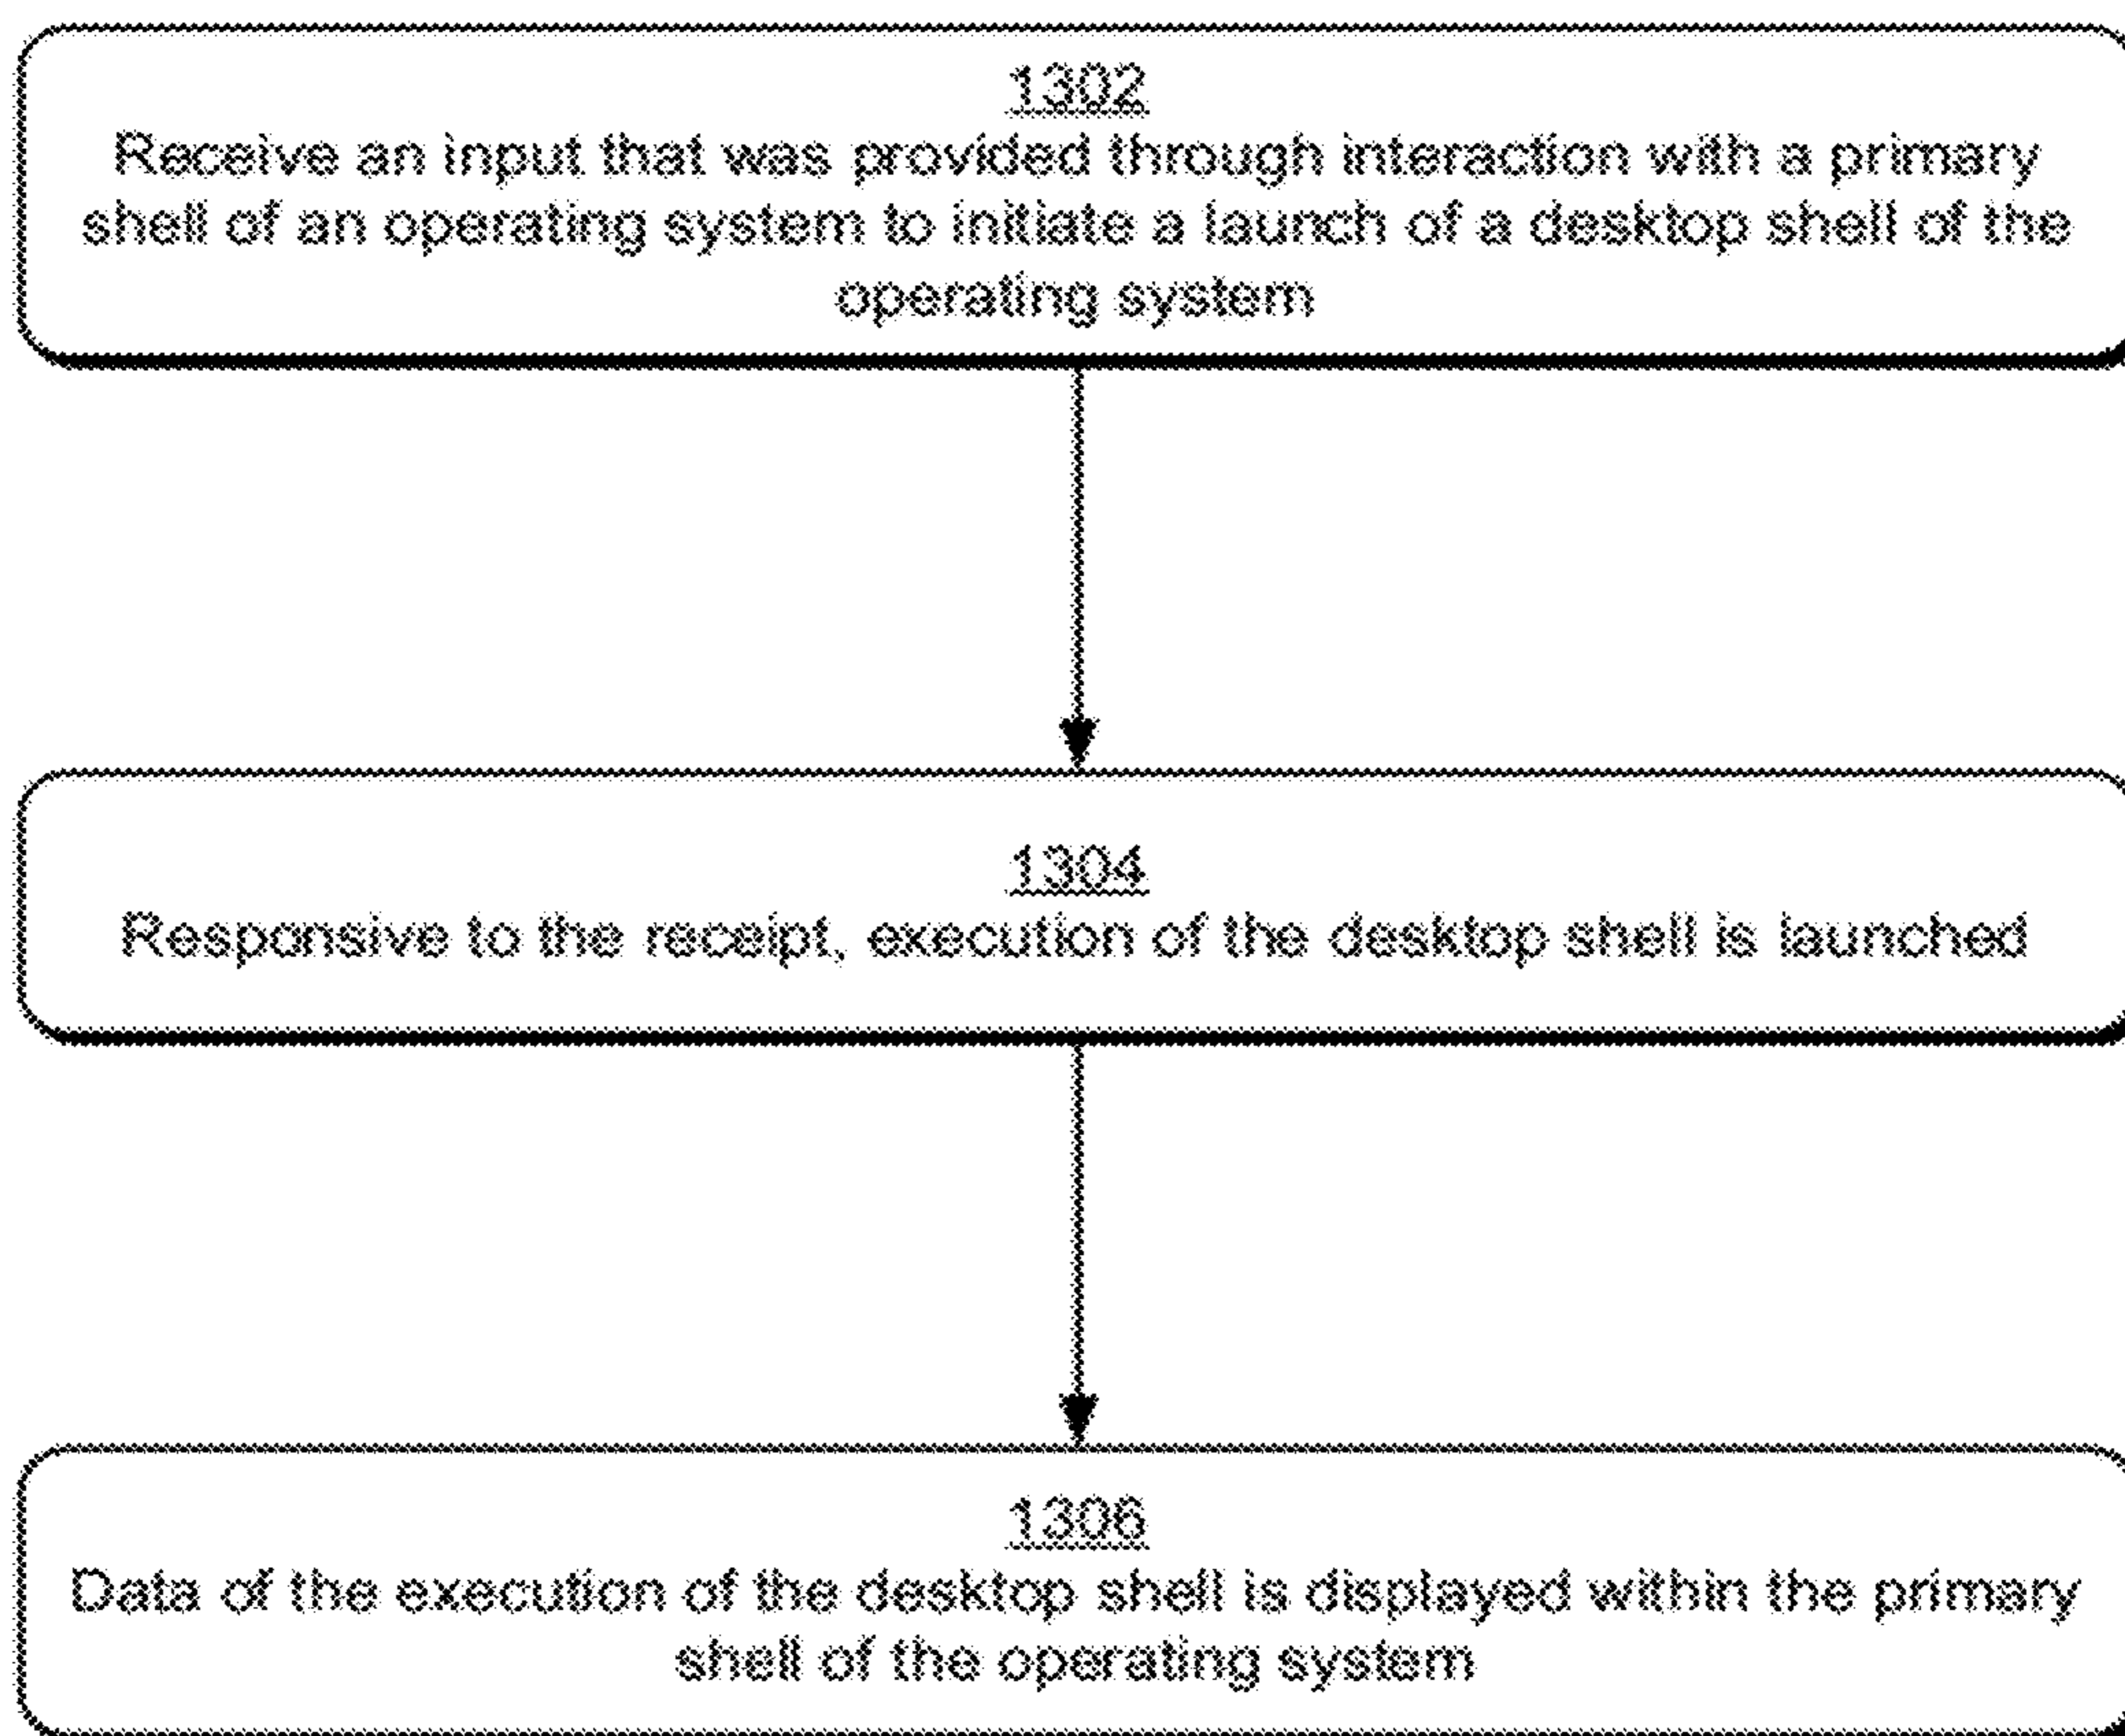 1302
Receive an input that was provided through interaction with a primary
shell of an operating system to initiate a launch of a desktop shell of the
operating system
1304
Responsive to the receipt, execution of the desktop shell is launched
1306
Data of the execution of the desktop shell is displayed within the primary
shell of the operating system